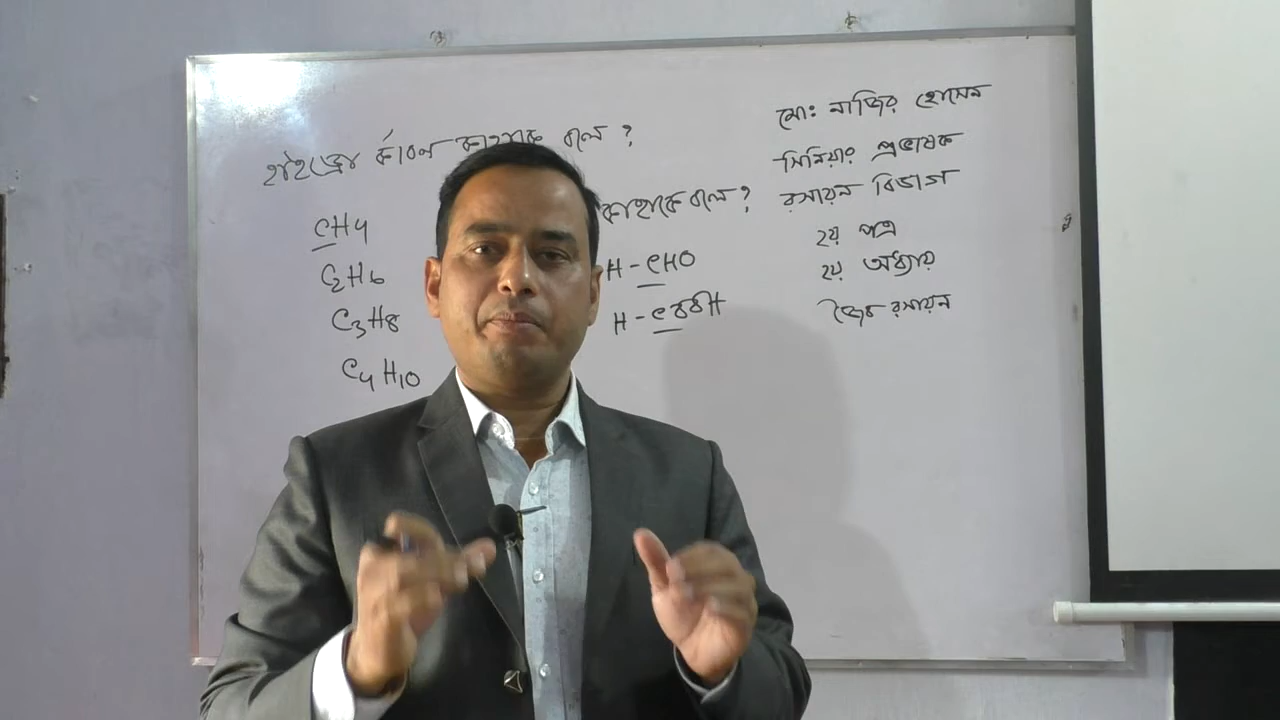 হাইড্রো কার্বন কাহাকে বলে ?
কাহাকে বলে ?
CH4
C2H6
C3H8
C4H10
H-CHO
H-COOH
মোঃ নাজির হোসেন
সিনিয়র প্রভাষক
রসায়ন বিভাগ
২য় পত্র
২য় অধ্যায়
জৈব রসায়ন